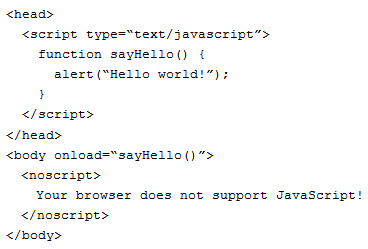 <head>
  <script type=“text/javascript”>
    function sayHello() {
      alert(“Hello world!”);
    }
  </script>
</head>
<body onload=“sayHello()”>
  <noscript>
    Your browser does not support JavaScript!
  </noscript>
</body>